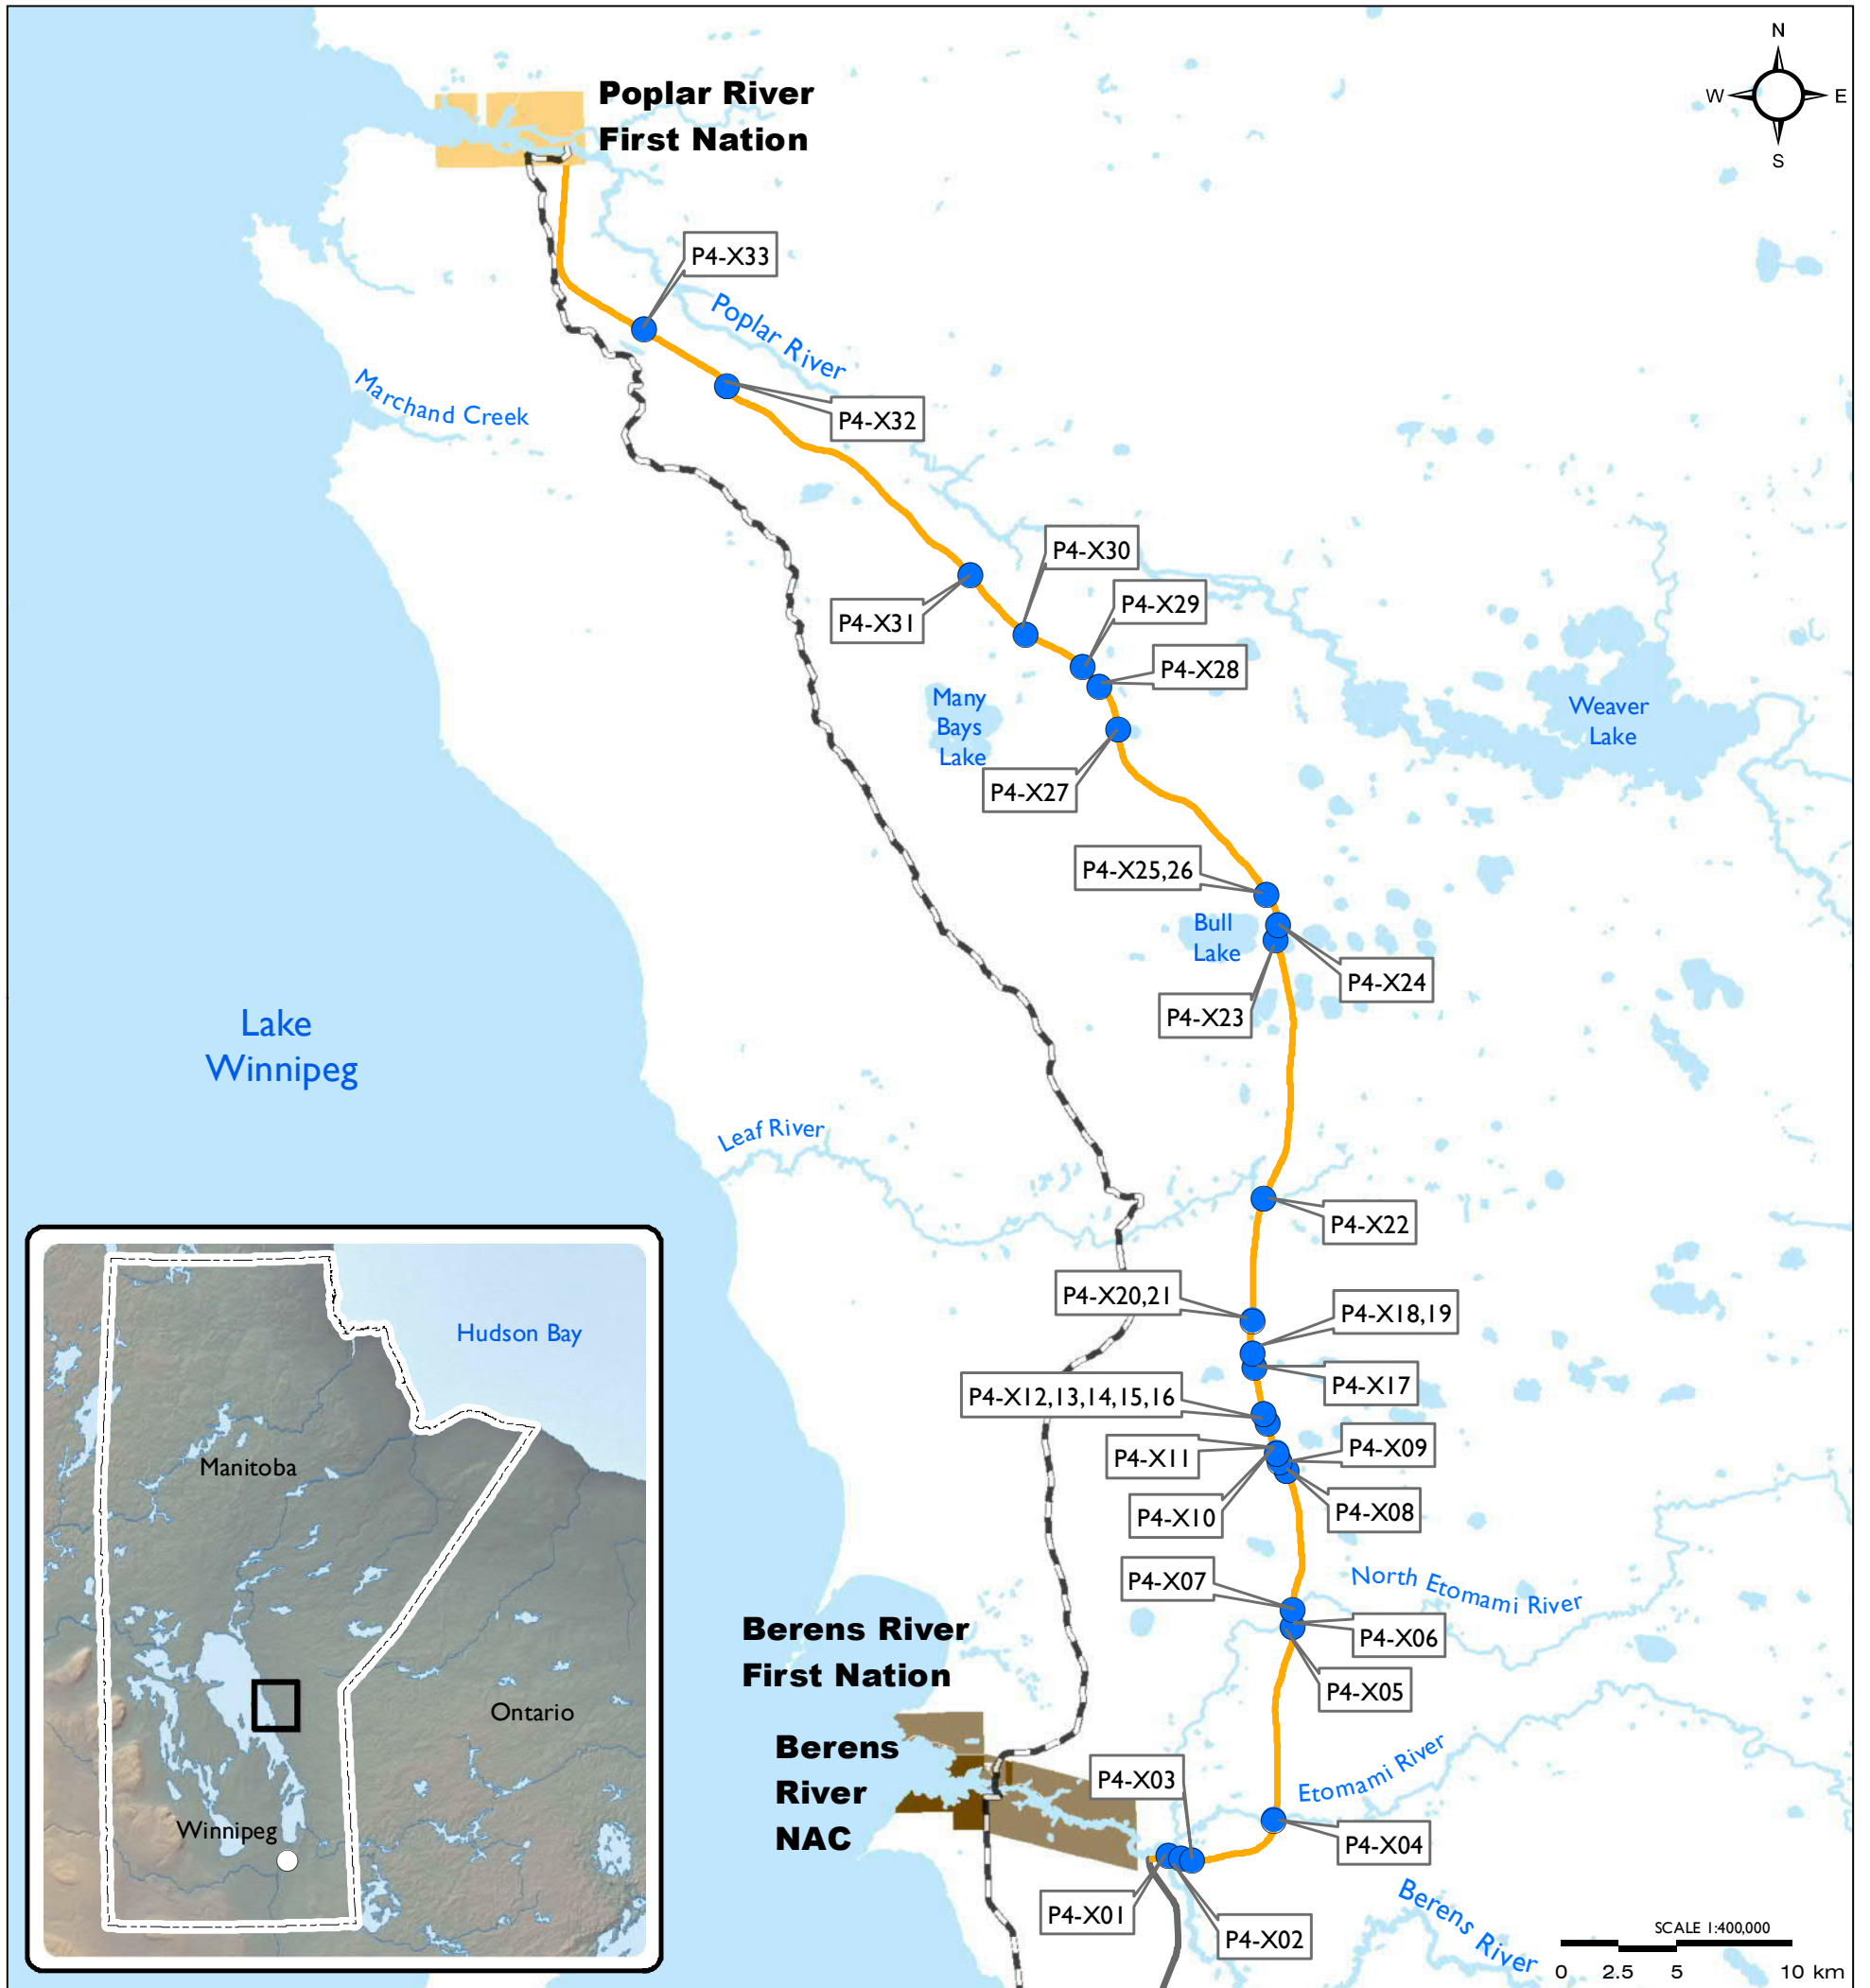 N
W
E
S
Poplar River
First Nation
P4-X33
Poplar River
Marchand Creek
P4-X32
P4-X30
P4-X29
P4-X31
P4-X28
Many
Bays
Lake
Weaver
Lake
P4-X27
P4-X25,26
Bull
Lake
P4-X24
P4-X23
Lake
Winnipeg
Leaf River
P4-X22
P4-X20,21
P4-X18,19
P4-X17
P4-X12,13,14,15,16
P4-X11
P4-X09
P4-X10
P4-X08
P4-X07
North Etomami River
P4-X06
P4-X05
Berens River
First Nation
Berens
River
NAC
P4-X03
Etomami River
P4-X04
P4-X01
P4-X02
Berens River
Hudson Bay
Manitoba
Ontario
Winnipeg
SCALE 1:400,000
0 2.5 5 10 km